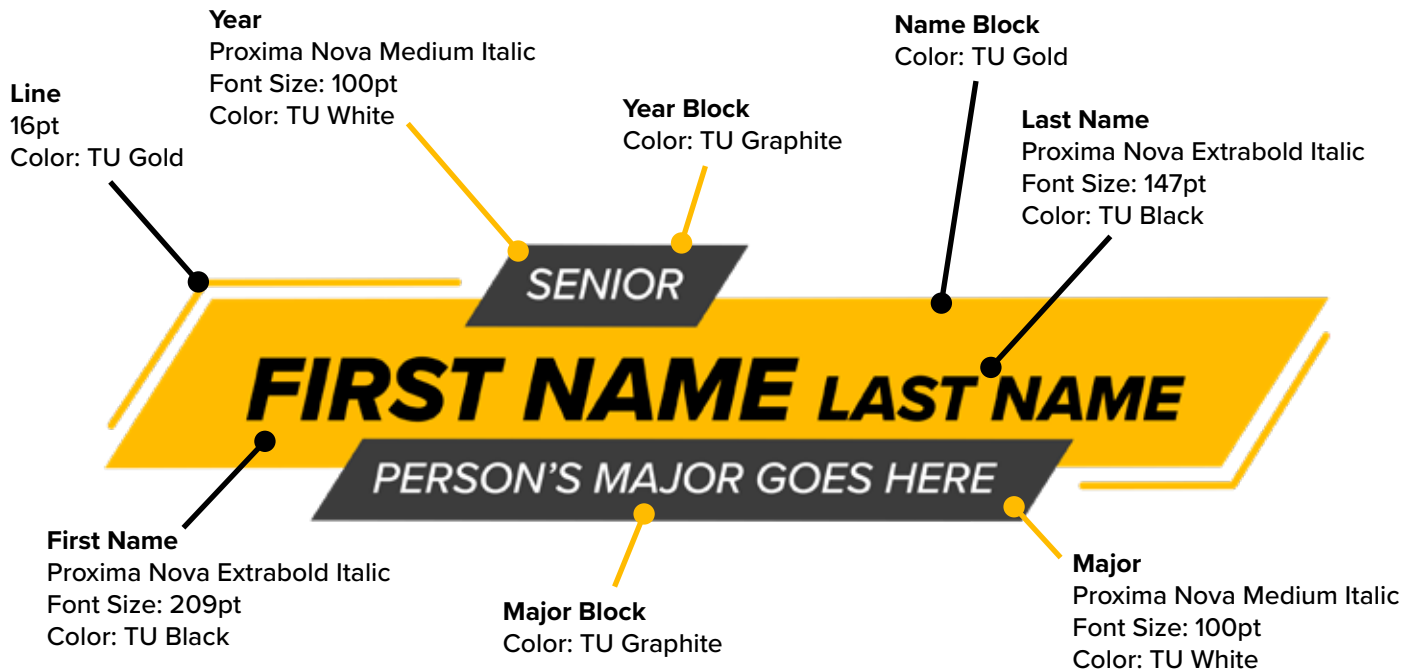 Year
Proxima Nova Medium Italic
Font Size: 100pt
Color: TU White
Name Block
Color: TU Gold
Line
16pt
Color: TU Gold
Year Block
Color: TU Graphite
Last Name
Proxima Nova Extrabold Italic
Font Size: 147pt
Color: TU Black
SENIOR
FIRST NAME LAST NAME
PERSON'S MAJOR GOES HERE
First Name
Proxima Nova Extrabold Italic
Font Size: 209pt
Color: TU Black
Major Block
Color: TU Graphite
Major
Proxima Nova Medium Italic
Font Size: 100pt
Color: TU White